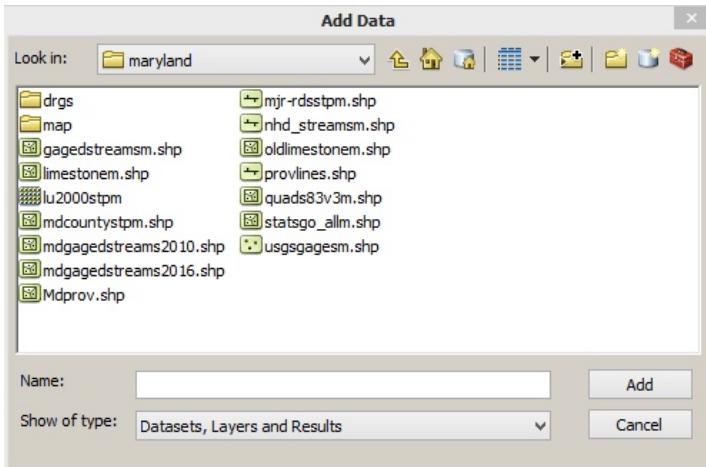 Add Data
Look in:
maryland
drgs
map
gagedstreamsm.shp
limestonem.shp
lu2000stpm
mdcountystpm.shp
mdgagedstreams2010.shp
mdgagedstreams2016.shp
Mdprov.shp
mjr-rdsstpm.shp
nhd_streamsm.shp
oldlimestonem.shp
provlines.shp
quads83v3m.shp
statsgo_allm.shp
usgsgagesm.shp
Name:
Add
Show of type:
Datasets, Layers and Results
Cancel